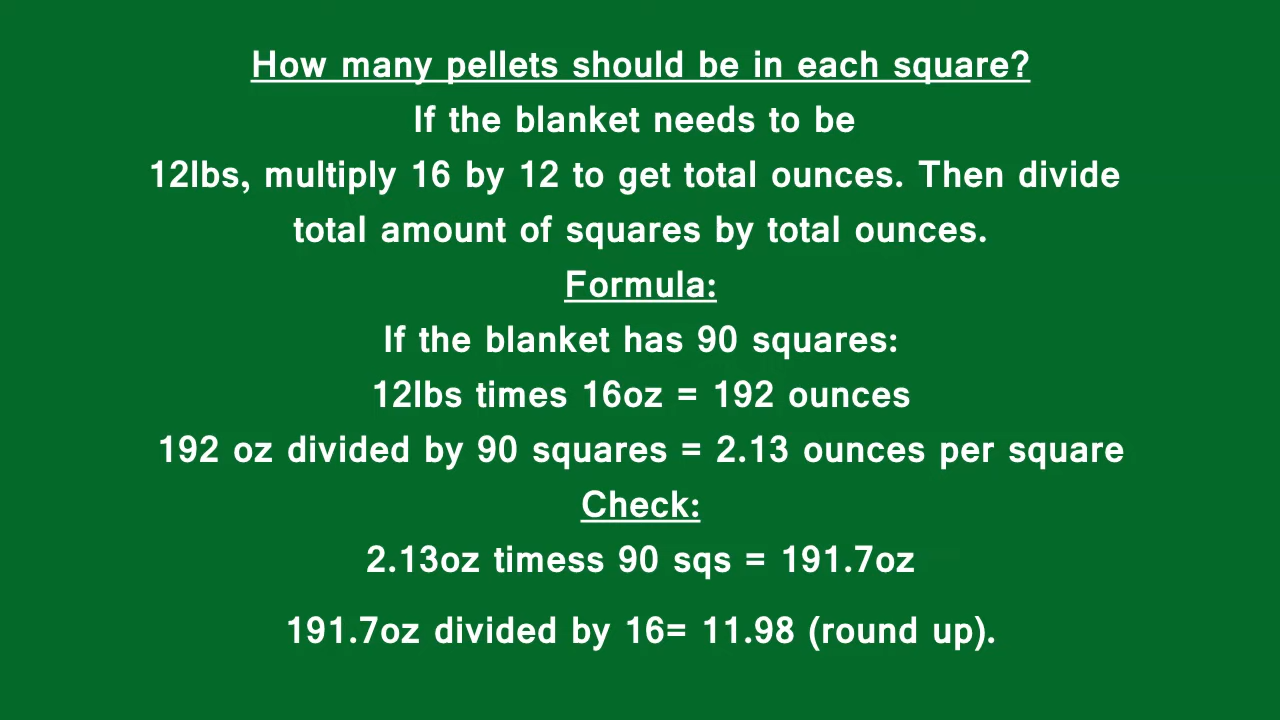 How many pellets should be in each square?
If the blanket needs to be
12lbs, multiply 16 by 12 to get total ounces. Then divide
total amount of squares by total ounces.
Formula:
If the blanket has 90 squares:
12lbs times 16oz = 192 ounces
192 oz divided by 90 squares = 2.13 ounces per square
Check:
2.13oz timess 90 sqs = 191.7oz
191.7oz divided by 16= 11.98 (round up).